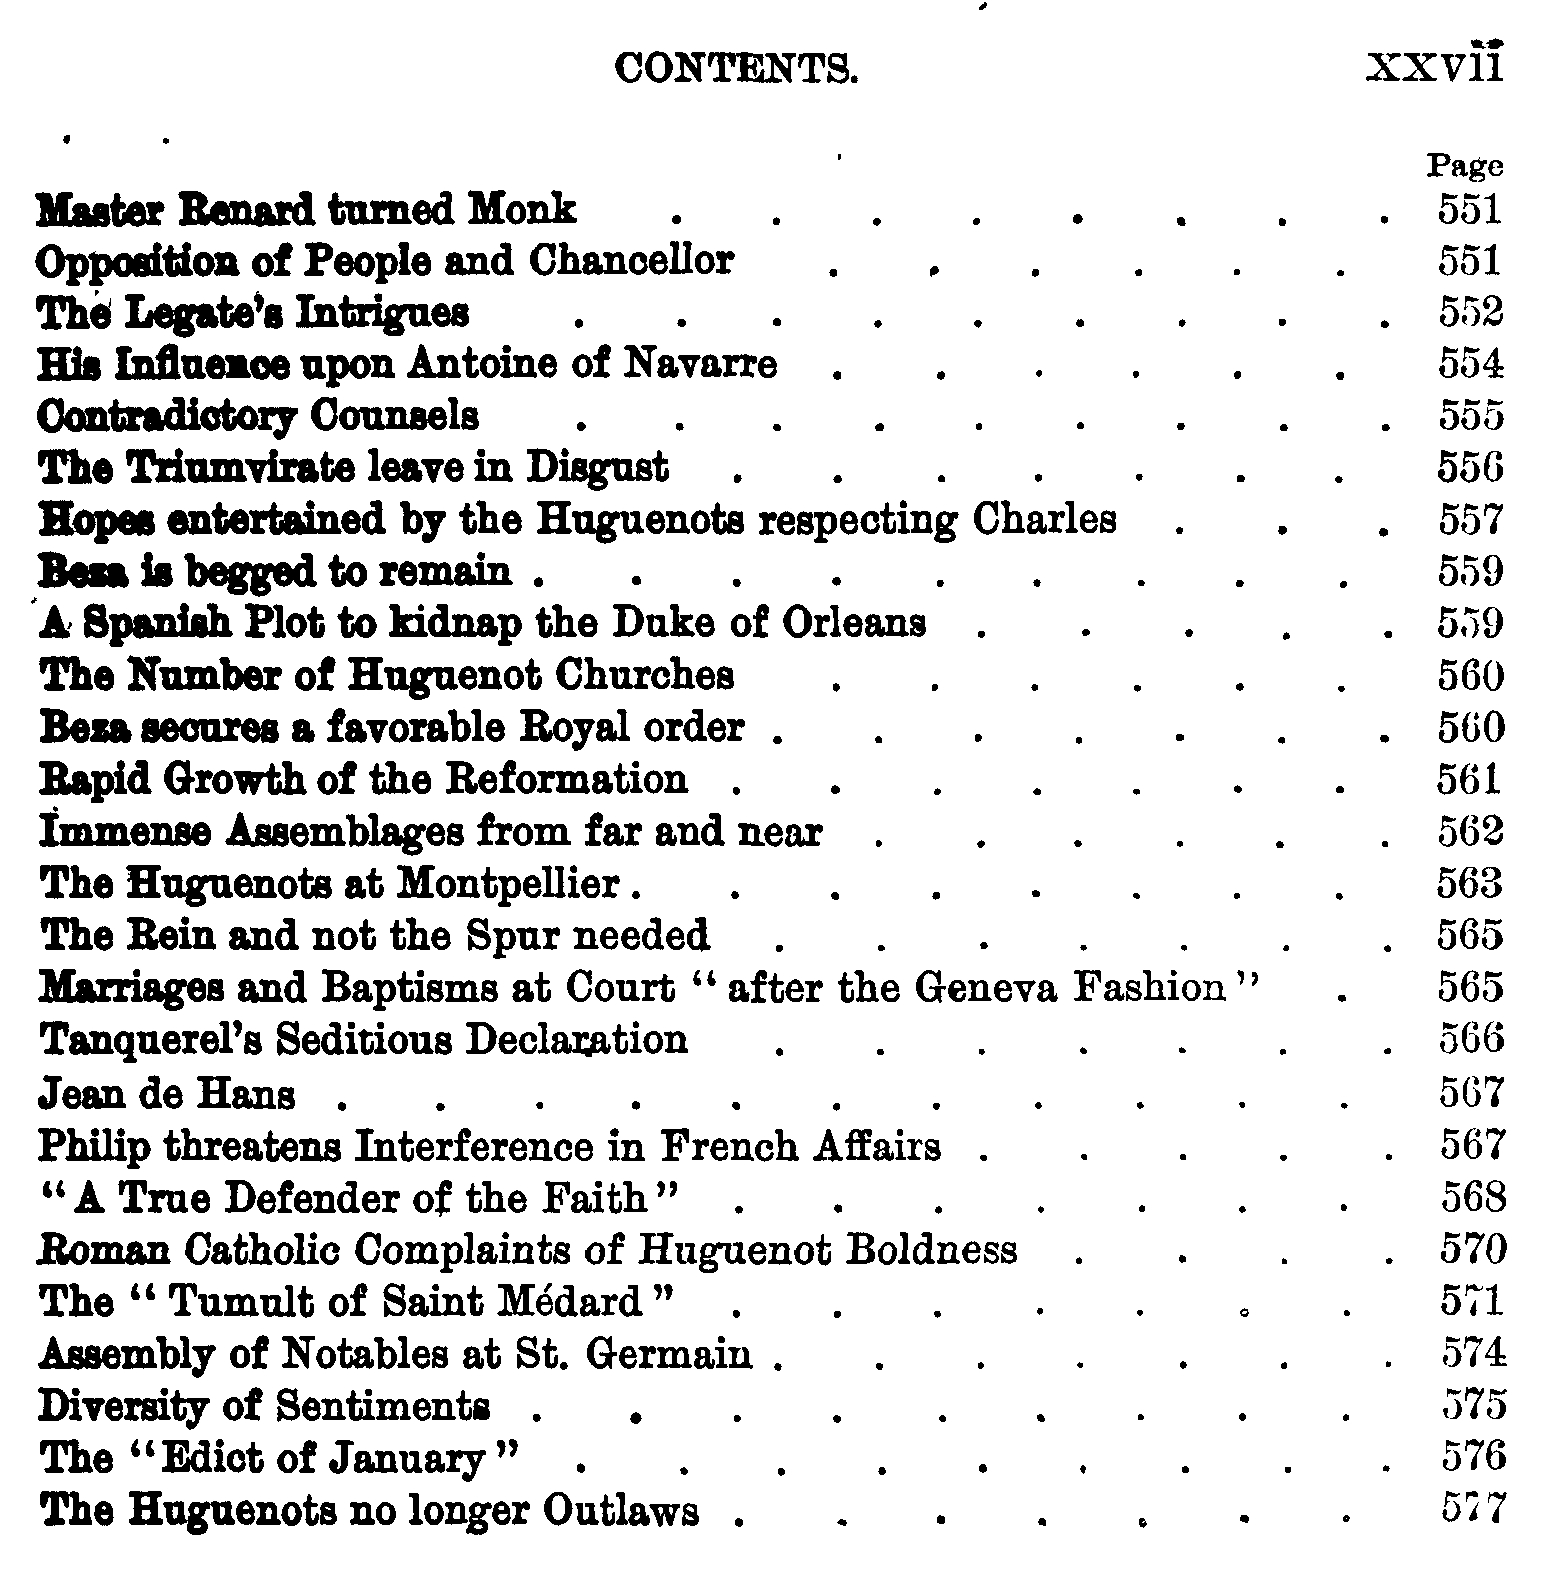 CONTENTS. xxvii
Page
Master Renard turned Monk . . . . . . . . 551
Opposition of People and Chancellor . . . . . . 551
The Legate's Intrigues . . . . . . . . . 552
His Influence upon Antoine of Navarre . . . . . . 554
Contradictory Counsels . . . . . . . . . 555
The Triumvirate leave in Disgust . . . . . . . 556
Hopes entertained by the Huguenots respecting Charles . . . 557
Beza is begged to remain . . . . . . . . . 559
A Spanish Plot to kidnap the Duke of Orleans . . . . . 559
The Number of Huguenot Churches . . . . . . 560
Beza secures a favorable Royal order . . . . . . . 560
Rapid Growth of the Reformation . . . . . . . 561
Immense Assemblages from far and near . . . . . . 562
The Huguenots at Montpellier . . . . . . . . 563
The Rein and not the Spur needed . . . . . . . 565
Marriages and Baptisms at Court "after the Geneva Fashion" . 565
Tanquerel's Seditious Declaration . . . . . . . 566
Jean de Hans . . . . . . . . . . . 567
Philip threatens Interference in French Affairs . . . . . 567
"A True Defender of the Faith" . . . . . . . 568
Roman Catholic Complaints of Huguenot Boldness . . . . 570
The "Tumult of Saint Médard" . . . . . . . 571
Assembly of Notables at St. Germain . . . . . . . 574
Diversity of Sentiments . . . . . . . . . 575
The "Edict of January" . . . . . . . . . 576
The Huguenots no longer Outlaws . . . . . . . 577